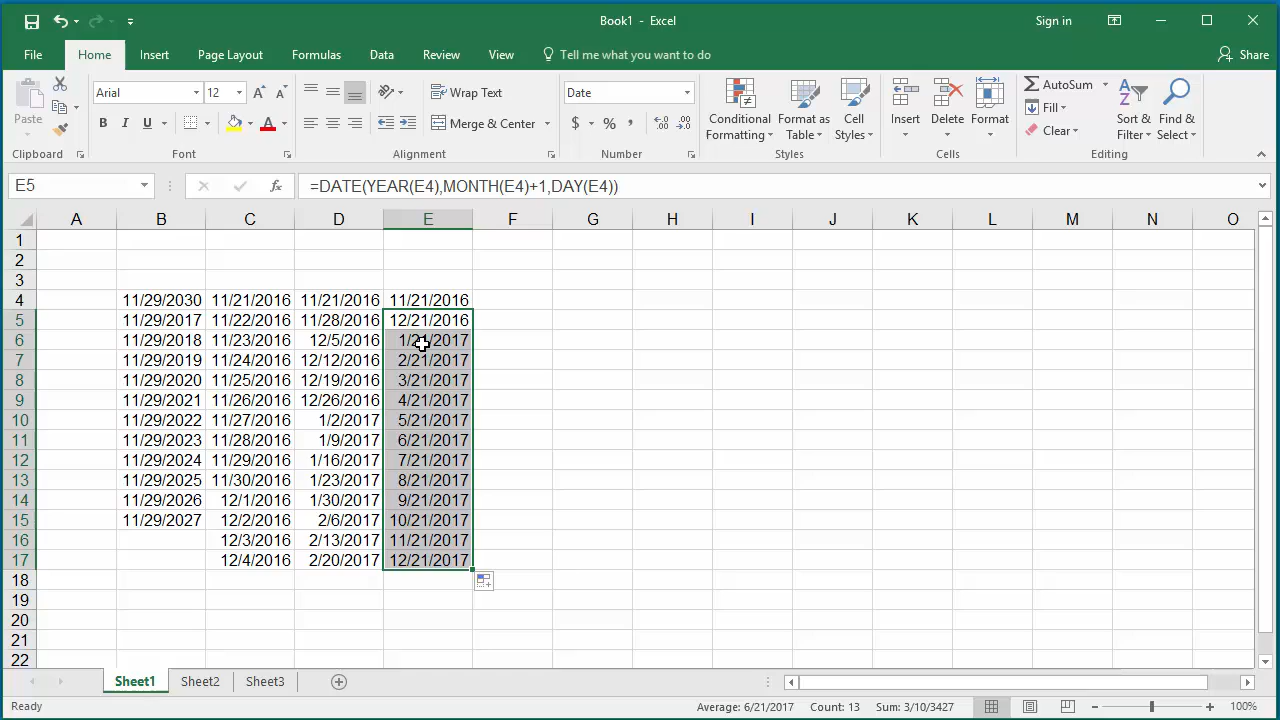 Book1 - Excel
Sign in
File Home Insert Page Layout Formulas Data Review View Tell me what you want to do Share
Arial 12 Wrap Text Date AutoSum
Paste B I U Merge & Center $ % , Conditional Formatting Format as Table Cell Styles Insert Delete Format Fill Clear Sort & Filter Find & Select
Clipboard Font Alignment Number Styles Cells Editing
E5 fx =DATE(YEAR(E4),MONTH(E4)+1,DAY(E4))
A B C D E F G H I J K L M N O
1
2
3
4 11/29/2030 11/21/2016 11/21/2016 11/21/2016
5 11/29/2017 11/22/2016 11/28/2016 12/21/2016
6 11/29/2018 11/23/2016 12/5/2016 1/21/2017
7 11/29/2019 11/24/2016 12/12/2016 2/21/2017
8 11/29/2020 11/25/2016 12/19/2016 3/21/2017
9 11/29/2021 11/26/2016 12/26/2016 4/21/2017
10 11/29/2022 11/27/2016 1/2/2017 5/21/2017
11 11/29/2023 11/28/2016 1/9/2017 6/21/2017
12 11/29/2024 11/29/2016 1/16/2017 7/21/2017
13 11/29/2025 11/30/2016 1/23/2017 8/21/2017
14 11/29/2026 12/1/2016 1/30/2017 9/21/2017
15 11/29/2027 12/2/2016 2/6/2017 10/21/2017
16 12/3/2016 2/13/2017 11/21/2017
17 12/4/2016 2/20/2017 12/21/2017
18
19
20
21
22
Sheet1 Sheet2 Sheet3
Ready Average: 6/21/2017 Count: 13 Sum: 3/10/3427 100%